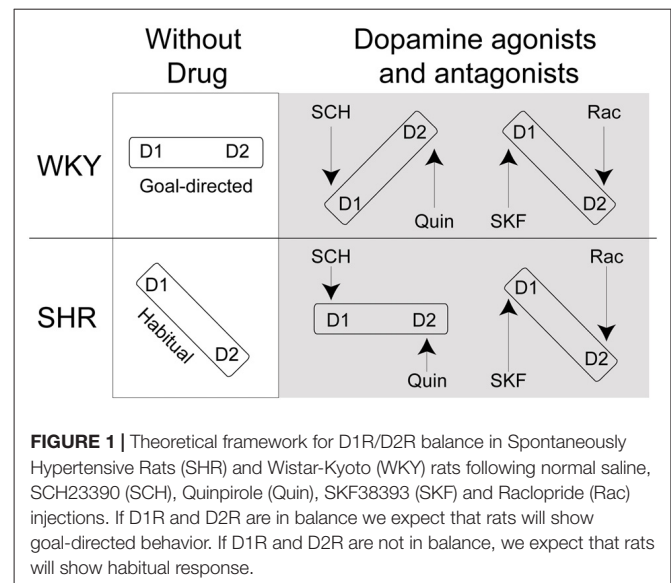 Without
Drug
Dopamine agonists
and antagonists
WKY
D1 D2
Goal-directed
SCH
D2
D1
Quin
Rac
D1
D2
SKF
SHR
D1
Habitual
D2
SCH
D1 D2
Quin
Rac
D1
D2
SKF
FIGURE 1 | Theoretical framework for D1R/D2R balance in Spontaneously
Hypertensive Rats (SHR) and Wistar-Kyoto (WKY) rats following normal saline,
SCH23390 (SCH), Quinpirole (Quin), SKF38393 (SKF) and Raclopride (Rac)
injections. If D1R and D2R are in balance we expect that rats will show
goal-directed behavior. If D1R and D2R are not in balance, we expect that rats
will show habitual response.